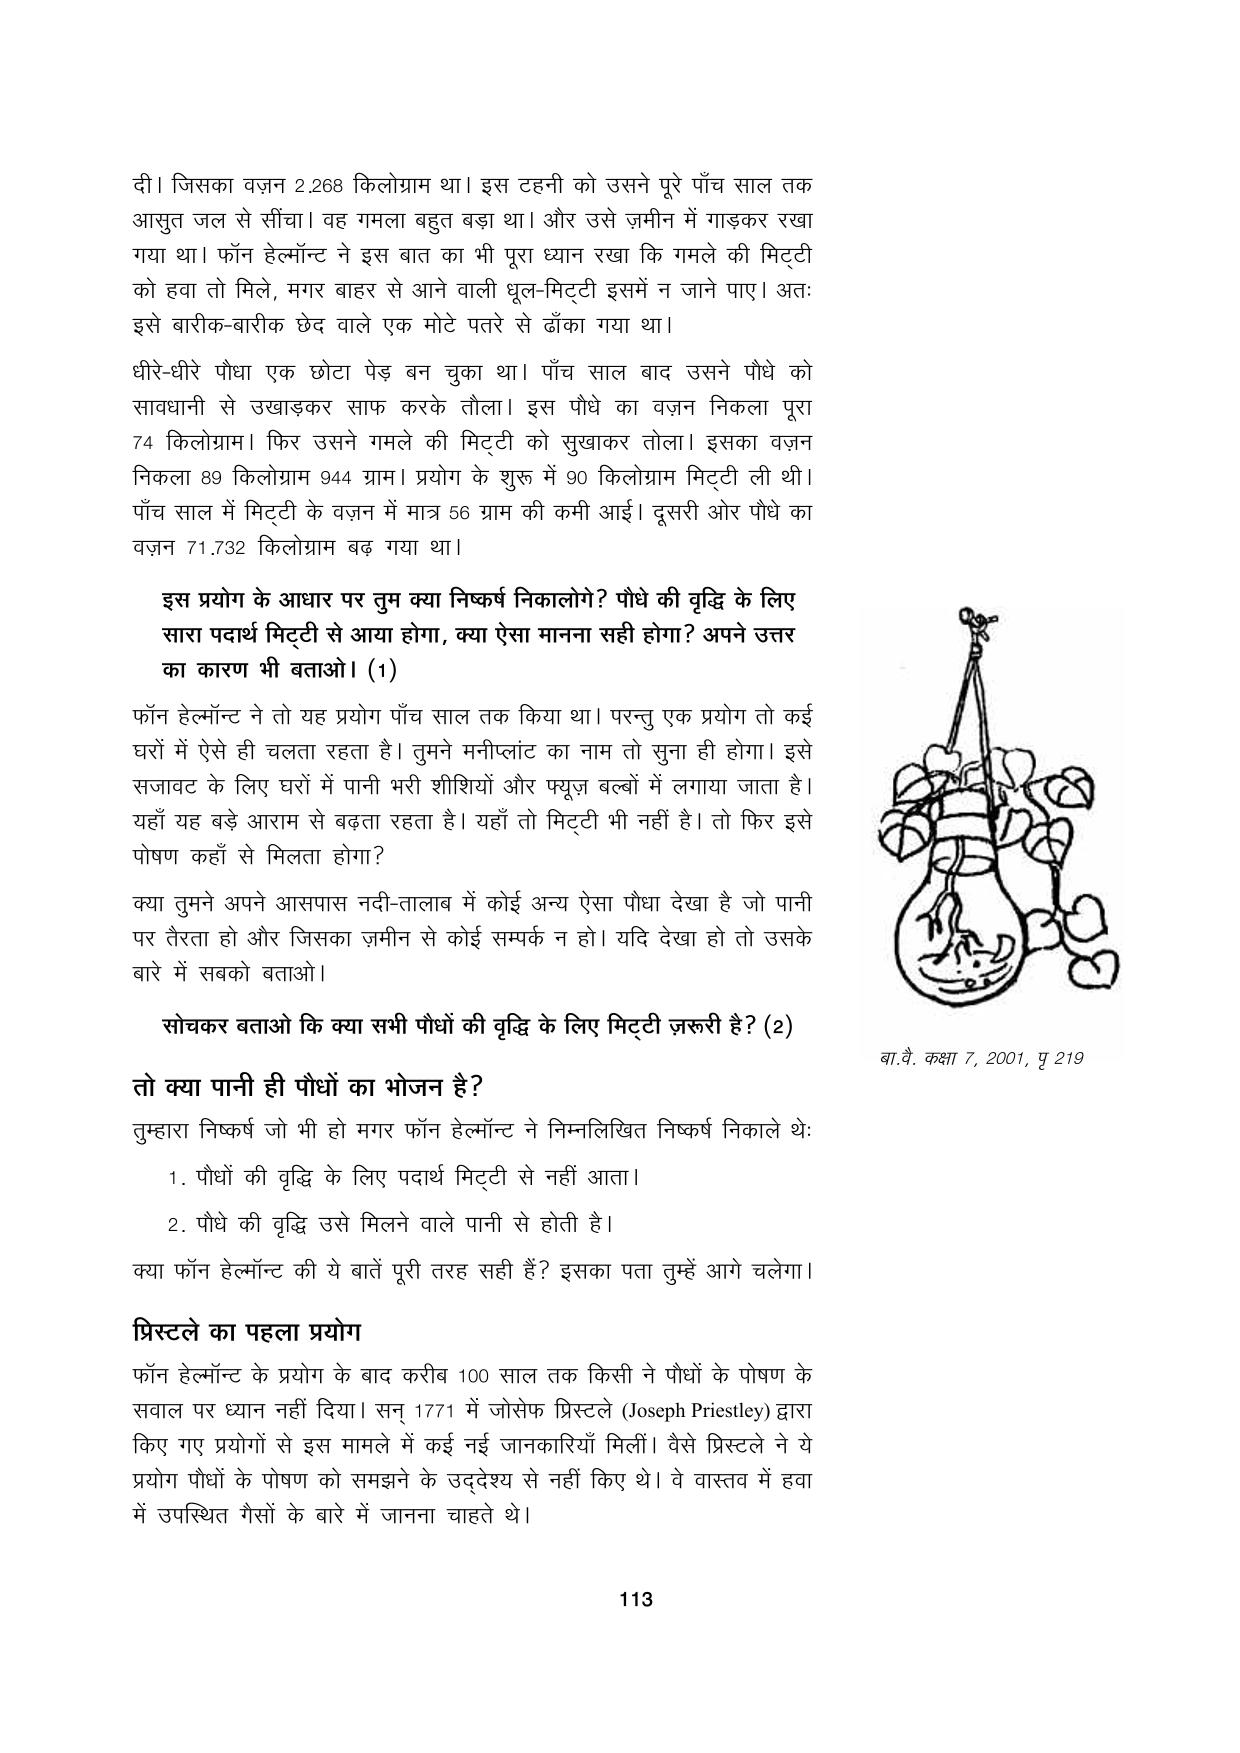 दी। जिसका वज़न 2.268 किलोग्राम था। इस टहनी को उसने पूरे पाँच साल तक
आसुत जल से सींचा। वह गमला बहुत बड़ा था। और उसे ज़मीन में गाड़कर रखा
गया था। फॉन हेल्मॉन्ट ने इस बात का भी पूरा ध्यान रखा कि गमले की मिट्टी
को हवा तो मिले, मगर बाहर से आने वाली धूल-मिट्टी इसमें न जाने पाए। अतः
इसे बारीक-बारीक छेद वाले एक मोटे पतरे से ढाँका गया था।
धीरे-धीरे पौधा एक छोटा पेड़ बन चुका था। पाँच साल बाद उसने पौधे को
सावधानी से उखाड़कर साफ करके तौला। इस पौधे का वज़न निकला पूरा
74 किलोग्राम। फिर उसने गमले की मिट्टी को सुखाकर तोला। इसका वज़न
निकला 89 किलोग्राम 944 ग्राम। प्रयोग के शुरू में 90 किलोग्राम मिट्टी ली थी।
पाँच साल में मिट्टी के वज़न में मात्र 56 ग्राम की कमी आई। दूसरी ओर पौधे का
वज़न 71.732 किलोग्राम बढ़ गया था।
इस प्रयोग के आधार पर तुम क्या निष्कर्ष निकालोगे? पौधे की वृद्धि के लिए
सारा पदार्थ मिट्टी से आया होगा, क्या ऐसा मानना सही होगा? अपने उत्तर
का कारण भी बताओ। (1)
फॉन हेल्मॉन्ट ने तो यह प्रयोग पाँच साल तक किया था। परन्तु एक प्रयोग तो कई
घरों में ऐसे ही चलता रहता है। तुमने मनीप्लांट का नाम तो सुना ही होगा। इसे
सजावट के लिए घरों में पानी भरी शीशियों और फ्यूज़ बल्बों में लगाया जाता है।
यहाँ यह बड़े आराम से बढ़ता रहता है। यहाँ तो मिट्टी भी नहीं है। तो फिर इसे
पोषण कहाँ से मिलता होगा?
क्या तुमने अपने आसपास नदी-तालाब में कोई अन्य ऐसा पौधा देखा है जो पानी
पर तैरता हो और जिसका ज़मीन से कोई सम्पर्क न हो। यदि देखा हो तो उसके
बारे में सबको बताओ।
सोचकर बताओ कि क्या सभी पौधों की वृद्धि के लिए मिट्टी ज़रूरी है? (2)
बा.वै. कक्षा 7, 2001, पृ 219
तो क्या पानी ही पौधों का भोजन है?
तुम्हारा निष्कर्ष जो भी हो मगर फॉन हेल्मॉन्ट ने निम्नलिखित निष्कर्ष निकाले थेः
1. पौधों की वृद्धि के लिए पदार्थ मिट्टी से नहीं आता।
2. पौधे की वृद्धि उसे मिलने वाले पानी से होती है।
क्या फॉन हेल्मॉन्ट की ये बातें पूरी तरह सही हैं? इसका पता तुम्हें आगे चलेगा।
प्रिस्टले का पहला प्रयोग
फॉन हेल्मॉन्ट के प्रयोग के बाद करीब 100 साल तक किसी ने पौधों के पोषण के
सवाल पर ध्यान नहीं दिया। सन् 1771 में जोसेफ प्रिस्टले (Joseph Priestley) द्वारा
किए गए प्रयोगों से इस मामले में कई नई जानकारियाँ मिलीं। वैसे प्रिस्टले ने ये
प्रयोग पौधों के पोषण को समझने के उद्देश्य से नहीं किए थे। वे वास्तव में हवा
में उपस्थित गैसों के बारे में जानना चाहते थे।
113